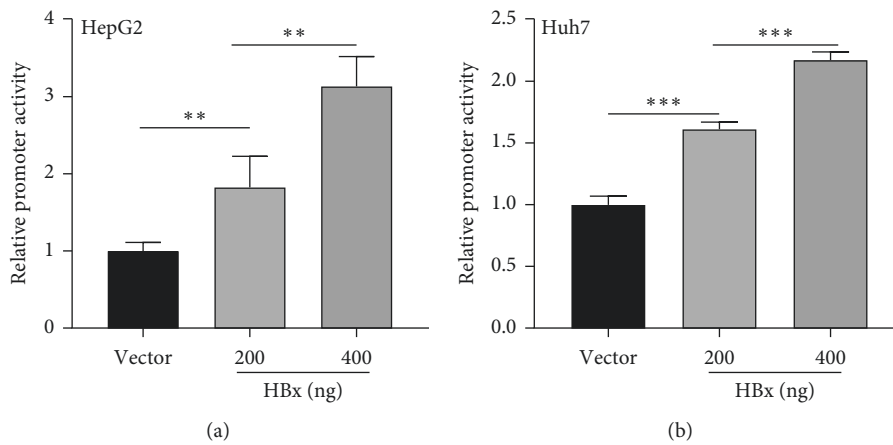 HepG2
Relative promoter activity
4
3
2
1
0
**
**
Vector
200
400
HBx (ng)
(a)
Huh7
Relative promoter activity
2.5
2.0
1.5
1.0
0.5
0.0
***
***
Vector
200
400
HBx (ng)
(b)